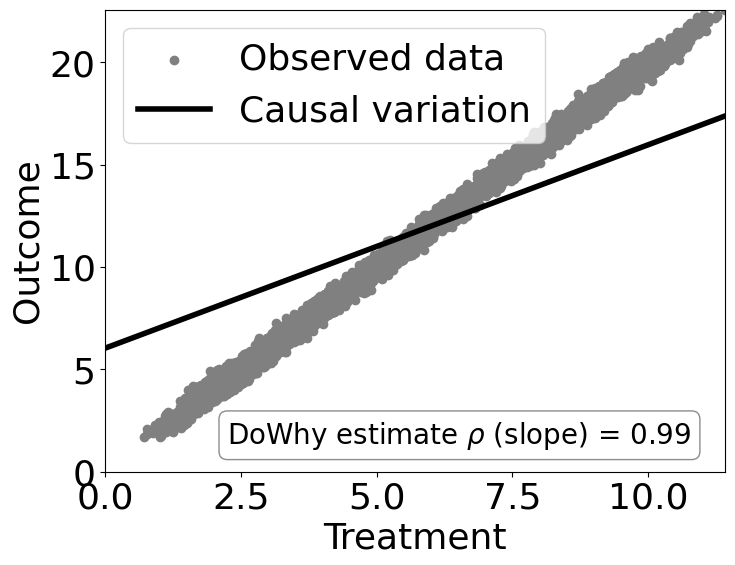 Observed data
Causal variation
20
15
10
5
0
Outcome
DoWhy estimate ρ (slope) = 0.99
0.0 2.5 5.0 7.5 10.0
Treatment